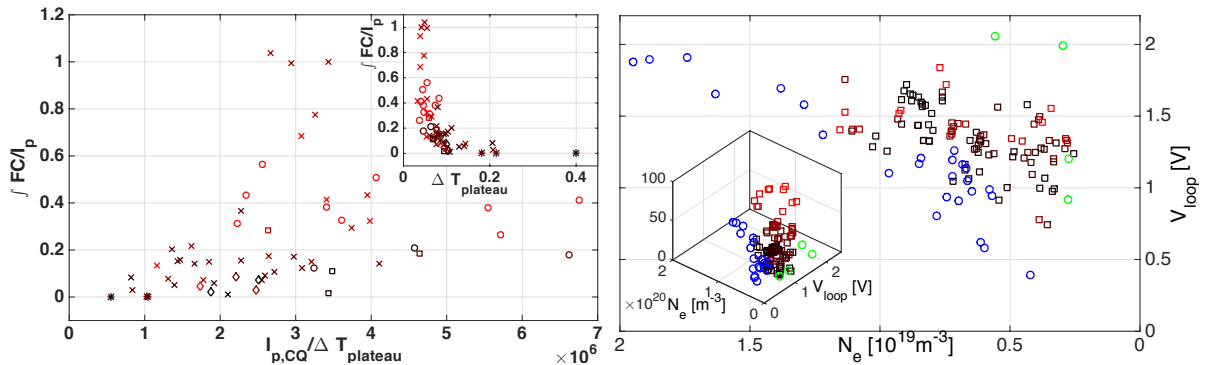 1.2
1
0.8
0.6
0.4
0.2
0
∫ FC/I_p
0 1 2 3 4 5 6 7
I_p,CQ/Δ T_plateau
×10^6
1
0.8
0.6
0.4
0.2
0
∫ FC/I_p
0 0.2 0.4
Δ T_plateau
2
1.5
1
0.5
0
V_loop [V]
2 1.5 1 0.5 0
N_e [10^19 m^-3]
100
50
0
2
1
0
×10^20 N_e [m^-3]
0
1
2
V_loop [V]